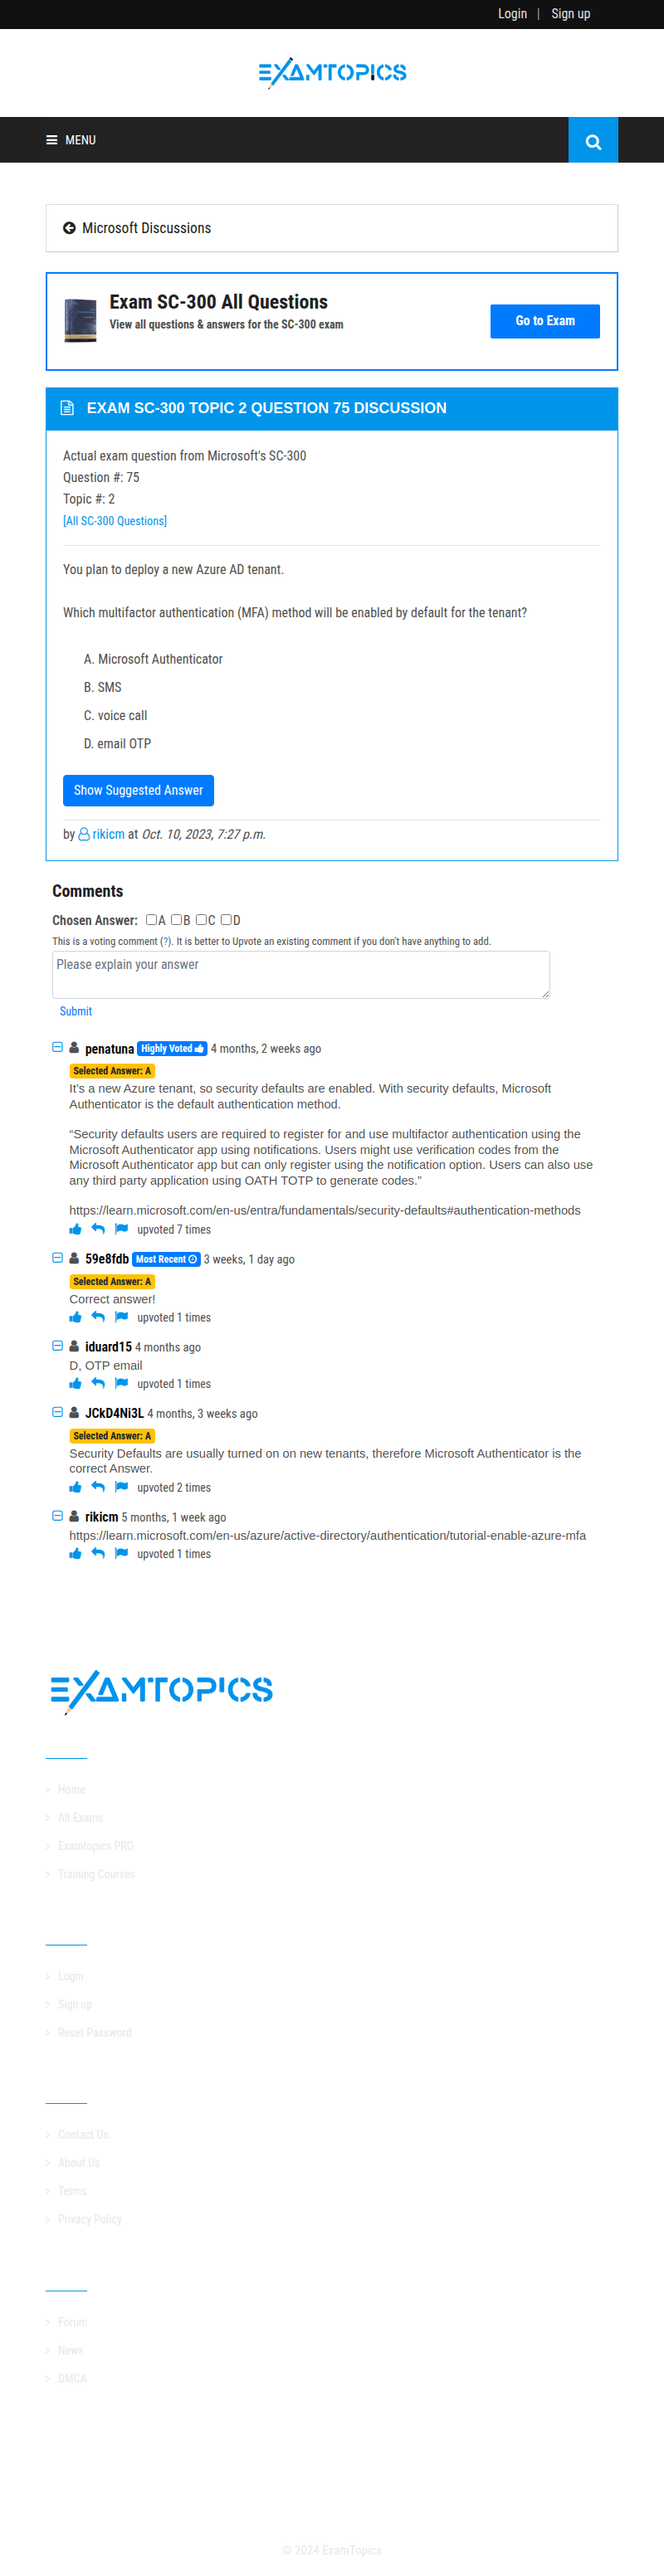 Login | Sign up
EXAMTOPICS
MENU
Microsoft Discussions
Exam SC-300 All Questions
View all questions & answers for the SC-300 exam
Go to Exam
EXAM SC-300 TOPIC 2 QUESTION 75 DISCUSSION
Actual exam question from Microsoft's SC-300
Question #: 75
Topic #: 2
[All SC-300 Questions]
You plan to deploy a new Azure AD tenant.
Which multifactor authentication (MFA) method will be enabled by default for the tenant?
A. Microsoft Authenticator
B. SMS
C. voice call
D. email OTP
Show Suggested Answer
by rikicm at Oct. 10, 2023, 7:27 p.m.
Comments
Chosen Answer: A B C D
This is a voting comment (?). It is better to Upvote an existing comment if you don't have anything to add.
Please explain your answer
Submit
penatuna Highly Voted 4 months, 2 weeks ago
Selected Answer: A
It's a new Azure tenant, so security defaults are enabled. With security defaults, Microsoft
Authenticator is the default authentication method.
“Security defaults users are required to register for and use multifactor authentication using the
Microsoft Authenticator app using notifications. Users might use verification codes from the
Microsoft Authenticator app but can only register using the notification option. Users can also use
any third party application using OATH TOTP to generate codes.”
https://learn.microsoft.com/en-us/entra/fundamentals/security-defaults#authentication-methods
upvoted 7 times
59e8fdb Most Recent 3 weeks, 1 day ago
Selected Answer: A
Correct answer!
upvoted 1 times
iduard15 4 months ago
D, OTP email
upvoted 1 times
JCkD4Ni3L 4 months, 3 weeks ago
Selected Answer: A
Security Defaults are usually turned on on new tenants, therefore Microsoft Authenticator is the
correct Answer.
upvoted 2 times
rikicm 5 months, 1 week ago
https://learn.microsoft.com/en-us/azure/active-directory/authentication/tutorial-enable-azure-mfa
upvoted 1 times
EXAMTOPICS
Home
All Exams
Examtopics PRO
Training Courses
Login
Sign up
Reset Password
Contact Us
About Us
Terms
Privacy Policy
Forum
News
DMCA
© 2024 ExamTopics